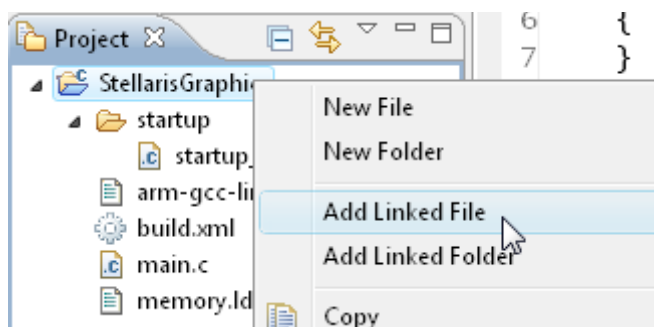 Project
StellarisGraphi
startup
startup_
arm-gcc-li
build.xml
main.c
memory.ld
6 {
7 }
New File
New Folder
Add Linked File
Add Linked Folder
Copy